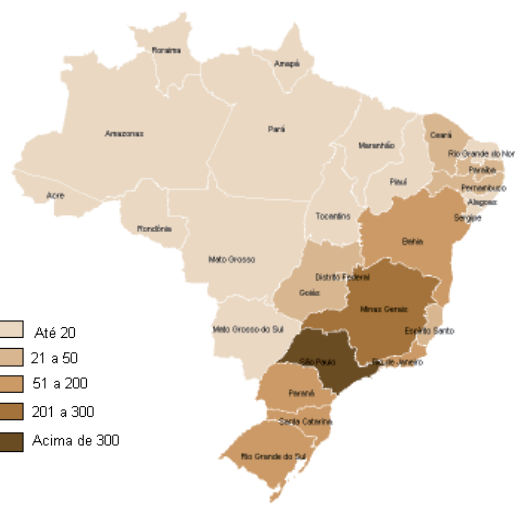 Roraima
Amapá
Amazonas
Pará
Maranhão
Ceará
Rio Grande do Nor
Paraíba
Piauí
Pernambuco
Acre
Alagoas
Tocantins
Sergipe
Rondônia
Bahia
Mato Grosso
Distrito Federal
Goiás
Minas Gerais
Mato Grosso do Sul
Espírito Santo
São Paulo
Rio de Janeiro
Paraná
Santa Catarina
Rio Grande do Sul
Até 20
21 a 50
51 a 200
201 a 300
Acima de 300